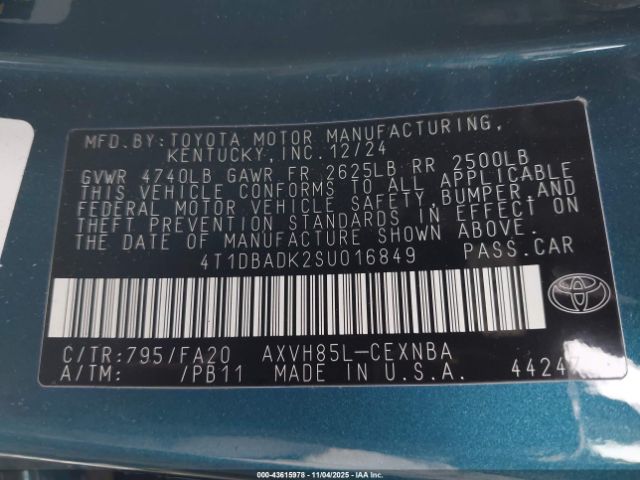 MFD.BY:TOYOTA MOTOR MANUFACTURING,
KENTUCKY, INC. 12/24
GVWR 4740LB GAWR FR 2625LB RR 2500LB
THIS VEHICLE CONFORMS TO ALL APPLICABLE
FEDERAL MOTOR VEHICLE SAFETY, BUMPER, AND
THEFT PREVENTION STANDARDS IN EFFECT ON
THE DATE OF MANUFACTURE SHOWN ABOVE.
4T1DBADK2SU016849 PASS.CAR
C/TR:795/FA20 AXVH85L-CEXNBA
A/TM: /PB11 MADE IN U.S.A. 44247
© 000-43615978 - 11/04/2025 - IAA Inc.